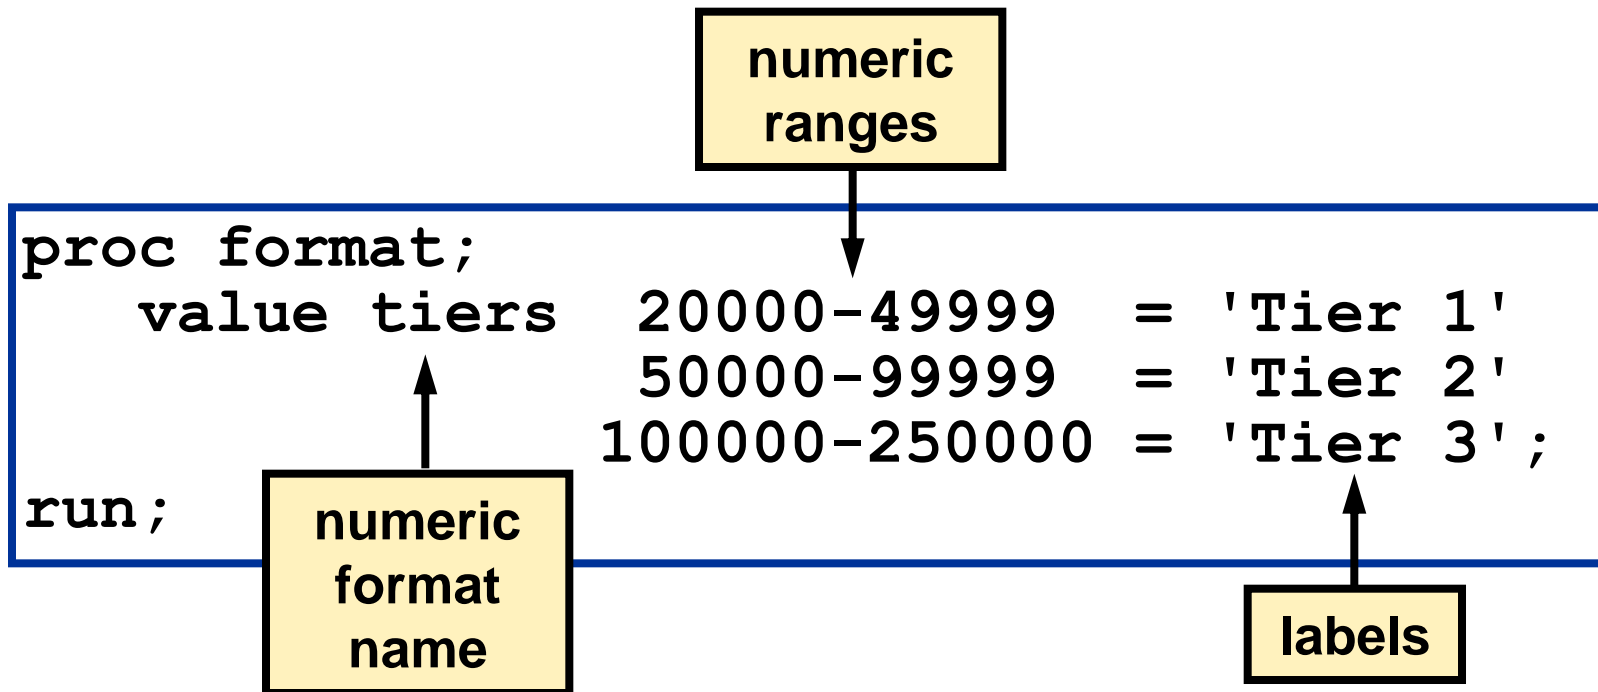 numeric
ranges
proc format;
value tiers 20000-49999 = 'Tier 1'
50000-99999 = 'Tier 2'
100000-250000 = 'Tier 3';
run;
numeric
format
name
labels